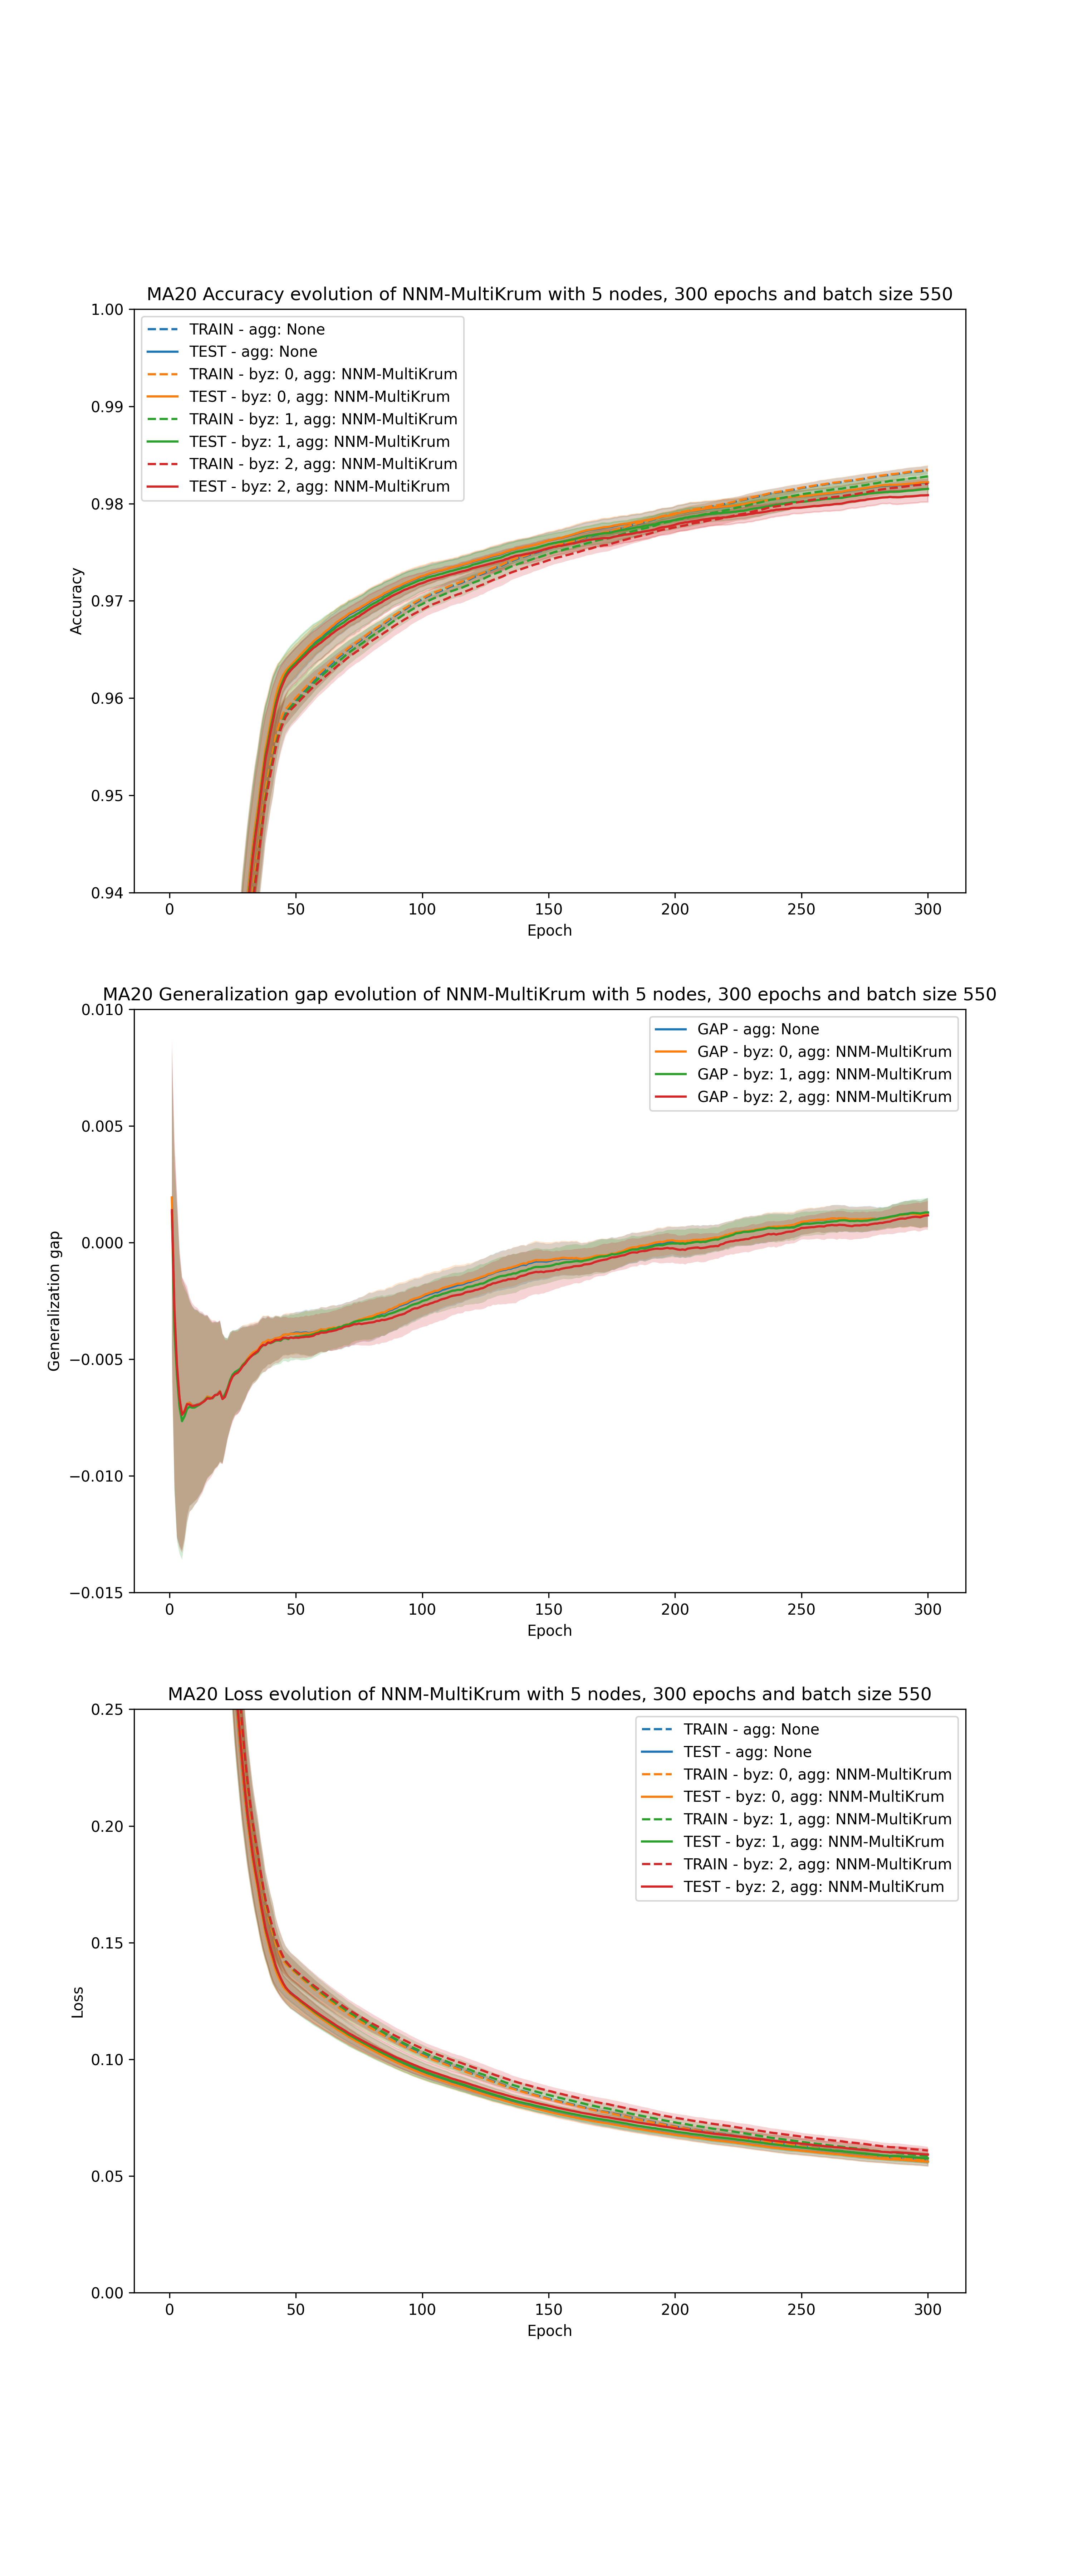 MA20 Accuracy evolution of NNM-MultiKrum with 5 nodes, 300 epochs and batch size 550
1.00
0.99
0.98
0.97
0.96
0.95
0.94
Accuracy
TRAIN - agg: None
TEST - agg: None
TRAIN - byz: 0, agg: NNM-MultiKrum
TEST - byz: 0, agg: NNM-MultiKrum
TRAIN - byz: 1, agg: NNM-MultiKrum
TEST - byz: 1, agg: NNM-MultiKrum
TRAIN - byz: 2, agg: NNM-MultiKrum
TEST - byz: 2, agg: NNM-MultiKrum
0 50 100 150 200 250 300
Epoch
MA20 Generalization gap evolution of NNM-MultiKrum with 5 nodes, 300 epochs and batch size 550
0.010
0.005
0.000
−0.005
−0.010
−0.015
Generalization gap
GAP - agg: None
GAP - byz: 0, agg: NNM-MultiKrum
GAP - byz: 1, agg: NNM-MultiKrum
GAP - byz: 2, agg: NNM-MultiKrum
0 50 100 150 200 250 300
Epoch
MA20 Loss evolution of NNM-MultiKrum with 5 nodes, 300 epochs and batch size 550
0.25
0.20
0.15
0.10
0.05
0.00
Loss
TRAIN - agg: None
TEST - agg: None
TRAIN - byz: 0, agg: NNM-MultiKrum
TEST - byz: 0, agg: NNM-MultiKrum
TRAIN - byz: 1, agg: NNM-MultiKrum
TEST - byz: 1, agg: NNM-MultiKrum
TRAIN - byz: 2, agg: NNM-MultiKrum
TEST - byz: 2, agg: NNM-MultiKrum
0 50 100 150 200 250 300
Epoch